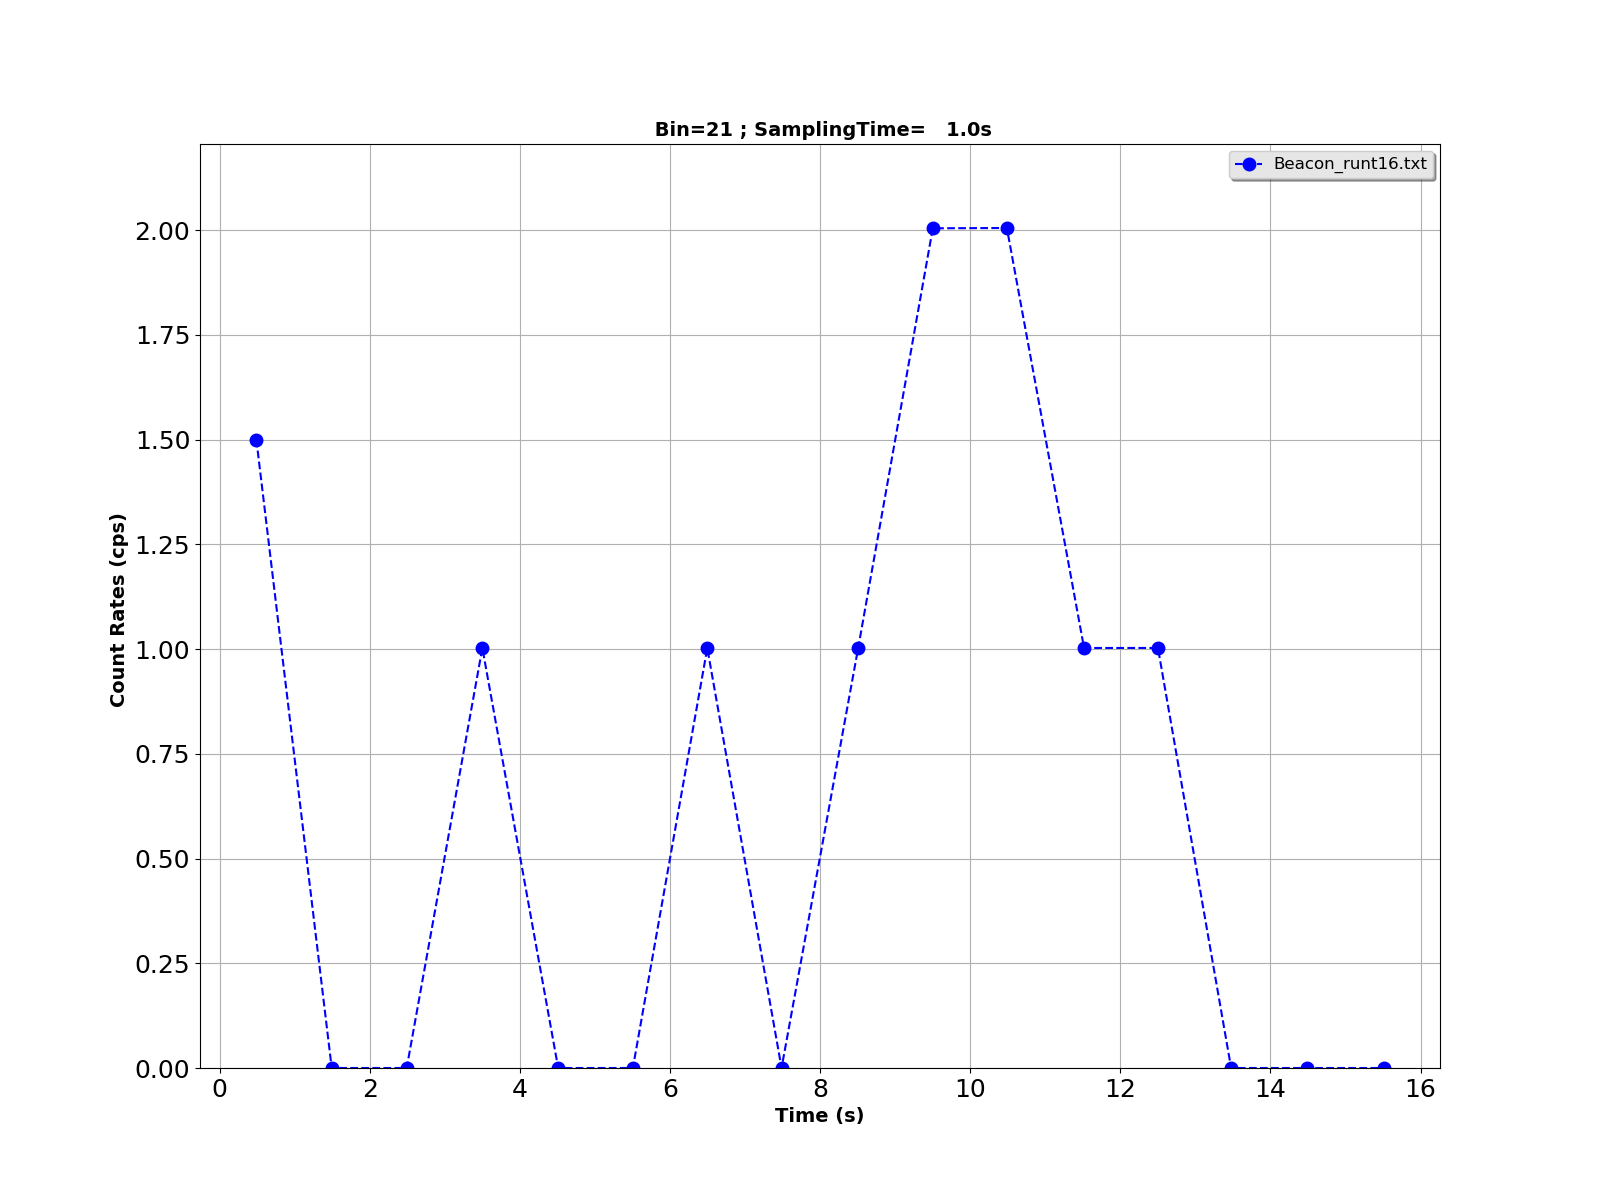 Bin=21 ; SamplingTime=   1.0s
Beacon_runt16.txt
2.00
1.75
1.50
1.25
1.00
0.75
0.50
0.25
0.00
Count Rates (cps)
0 2 4 6 8 10 12 14 16
Time (s)